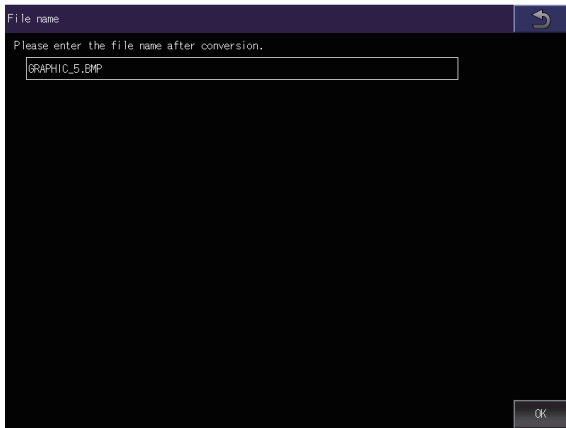 File name
Please enter the file name after conversion.
GRAPHIC_5.BMP
OK